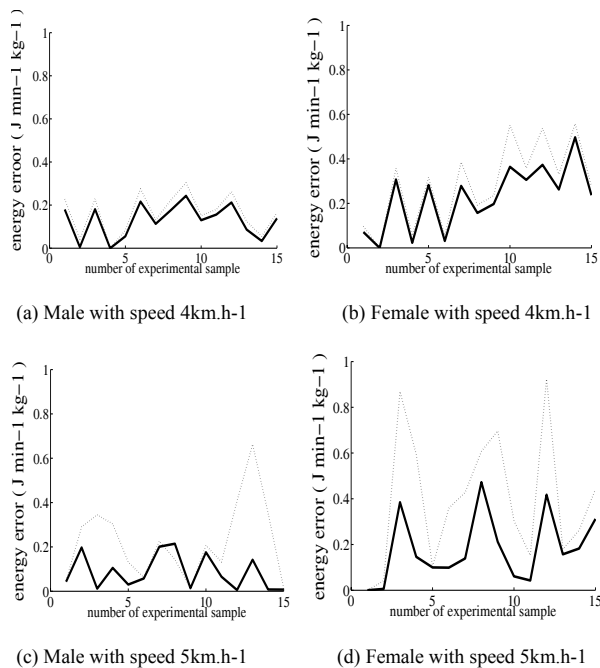 energy erroor ( J min−1 kg−1 )
1
0.8
0.6
0.4
0.2
0
0 5 10 15
number of experimental sample
(a) Male with speed 4km.h-1
energy error ( J min−1 kg−1 )
1
0.8
0.6
0.4
0.2
0
0 5 10 15
number of experimental sample
(b) Female with speed 4km.h-1
energy error ( J min−1 kg−1 )
1
0.8
0.6
0.4
0.2
0
0 5 10 15
number of experimental sample
(c) Male with speed 5km.h-1
energy error ( J min−1 kg−1 )
1
0.8
0.6
0.4
0.2
0
0 5 10 15
number of experimental sample
(d) Female with speed 5km.h-1